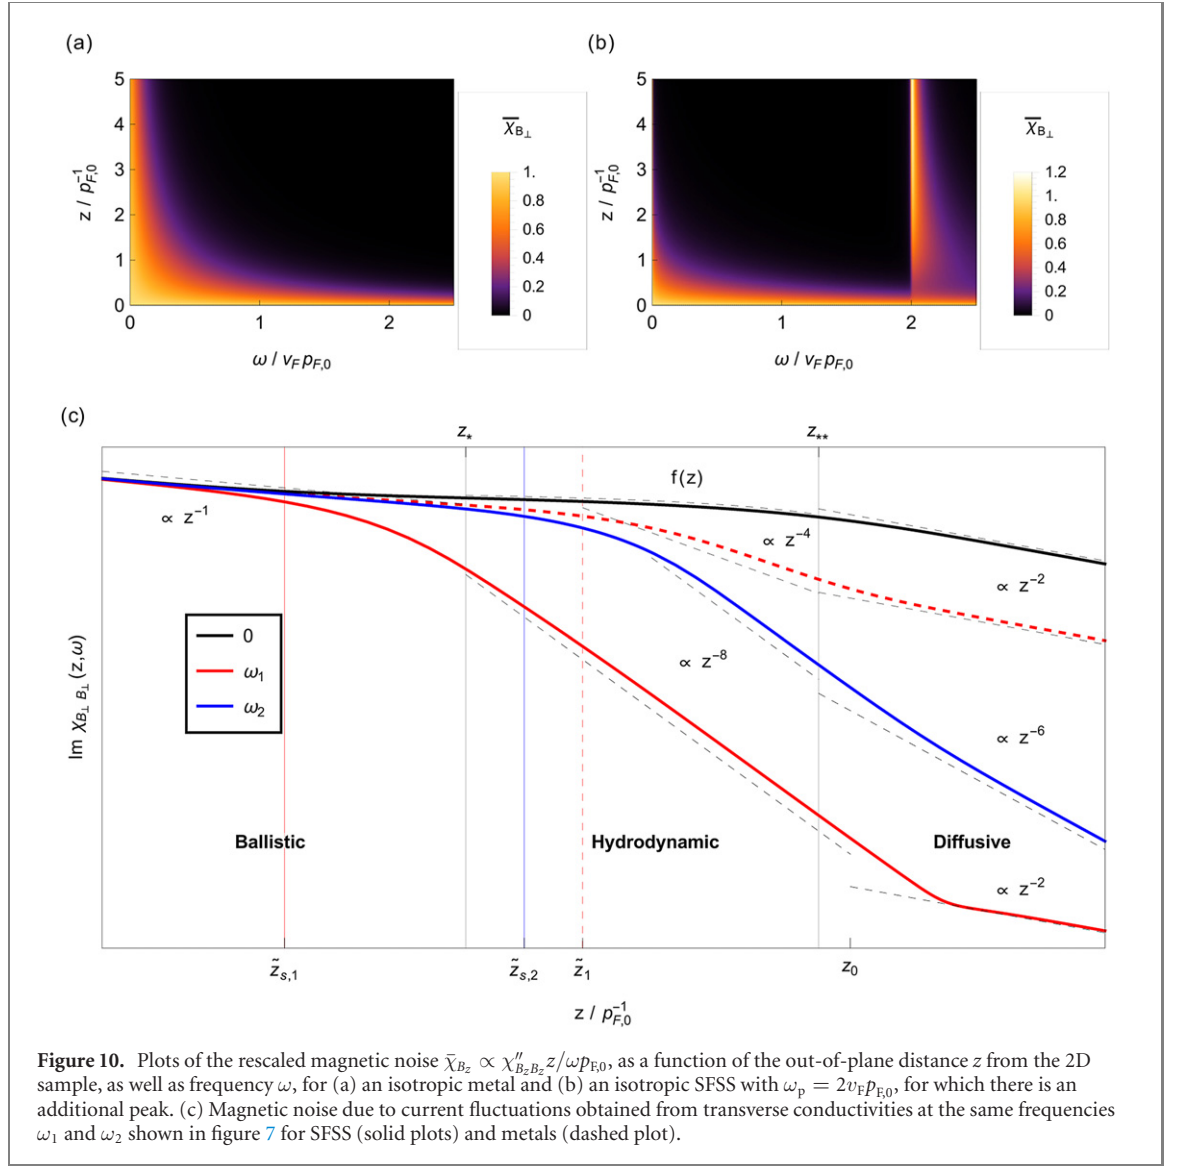 (a)
(b)
5
4
3
2
1
0
z / p_{F,0}^{-1}
0 1 2
ω / v_F p_{F,0}
χ̅_{B⊥}
1.
0.8
0.6
0.4
0.2
0
5
4
3
2
1
0
z / p_{F,0}^{-1}
0 1 2
ω / v_F p_{F,0}
χ̅_{B⊥}
1.2
1.
0.8
0.6
0.4
0.2
0
(c)
z_* z_{**}
f(z)
∝ z^{-1}
∝ z^{-4}
∝ z^{-2}
0
ω_1
ω_2
∝ z^{-8}
∝ z^{-6}
Ballistic Hydrodynamic Diffusive
∝ z^{-2}
Im χ_{B⊥ B⊥}(z,ω)
z̃_{s,1} z̃_{s,2} z̃_1 z_0
z / p_{F,0}^{-1}
Figure 10. Plots of the rescaled magnetic noise χ̄_{B_z} ∝ χ″_{B_zB_z} z/ωp_{F,0}, as a function of the out-of-plane distance z from the 2D
sample, as well as frequency ω, for (a) an isotropic metal and (b) an isotropic SFSS with ω_p = 2v_F p_{F,0}, for which there is an
additional peak. (c) Magnetic noise due to current fluctuations obtained from transverse conductivities at the same frequencies
ω_1 and ω_2 shown in figure 7 for SFSS (solid plots) and metals (dashed plot).